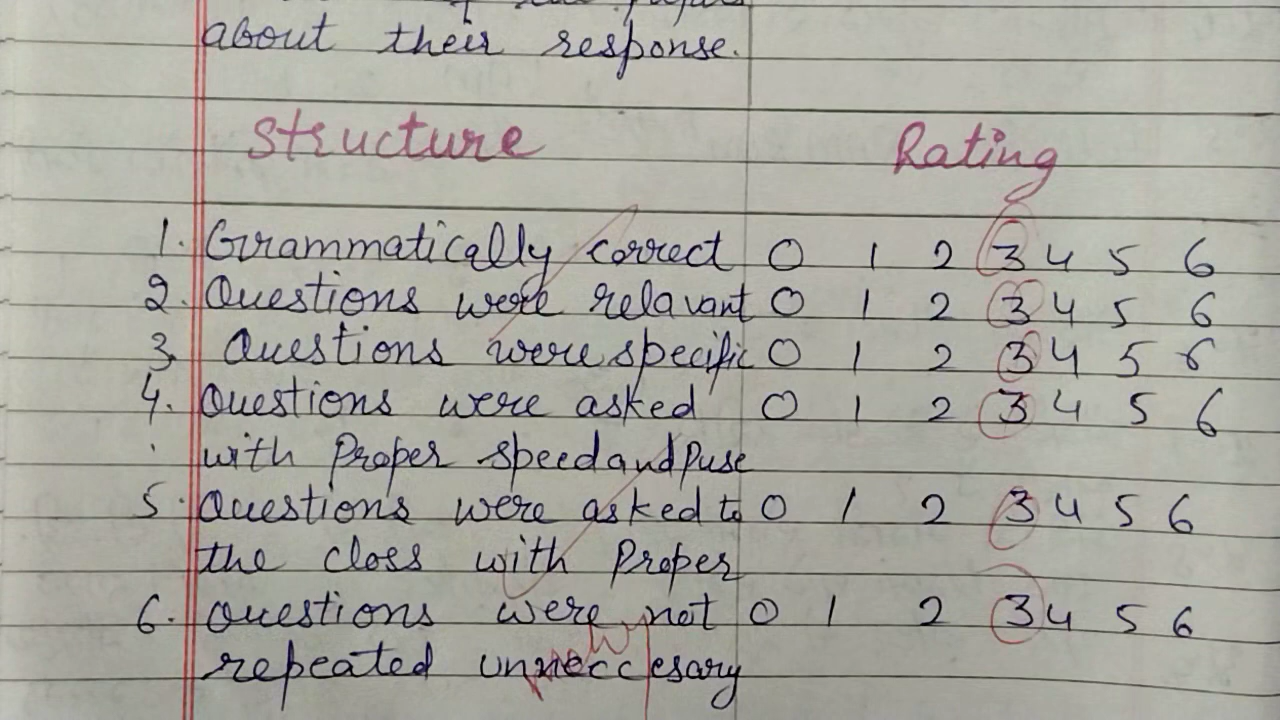 about their response.
Structure Rating
1. Grammatically correct 0 1 2 3 4 5 6
2. Questions were relavant 0 1 2 3 4 5 6
3. Questions were specific 0 1 2 3 4 5 6
4. Questions were asked 0 1 2 3 4 5 6
with Proper speed and Puse
5. Questions were asked to 0 1 2 3 4 5 6
the closs with Proper
6. Questions were not 0 1 2 3 4 5 6
repeated unneccesary